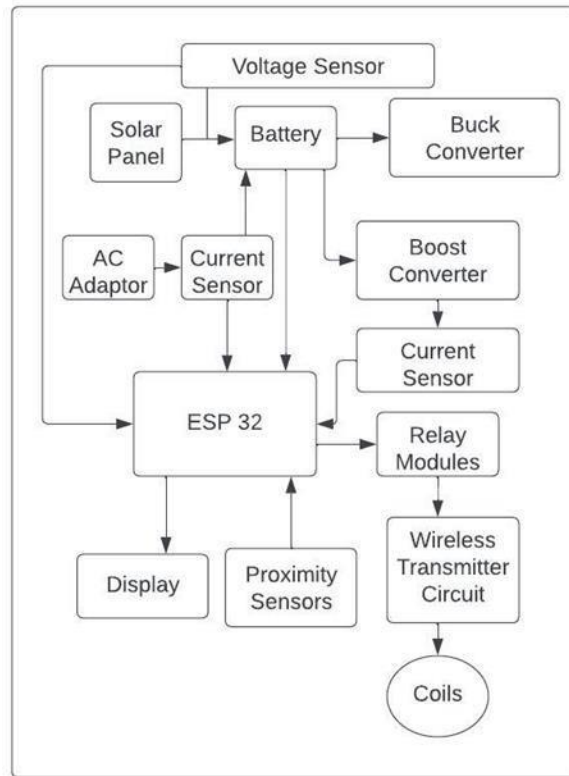 Voltage Sensor
Solar
Panel
Battery
Buck
Converter
AC
Adaptor
Current
Sensor
Boost
Converter
Current
Sensor
ESP 32
Relay
Modules
Display
Proximity
Sensors
Wireless
Transmitter
Circuit
Coils